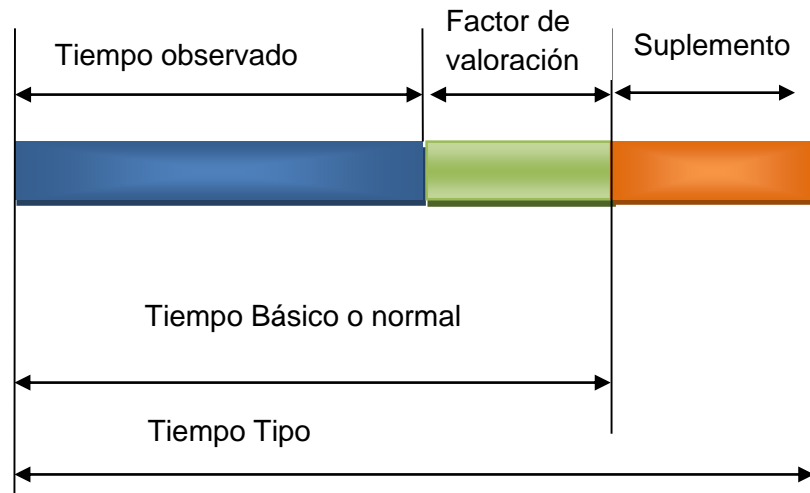 Tiempo observado
Factor de
valoración
Suplemento
Tiempo Básico o normal
Tiempo Tipo